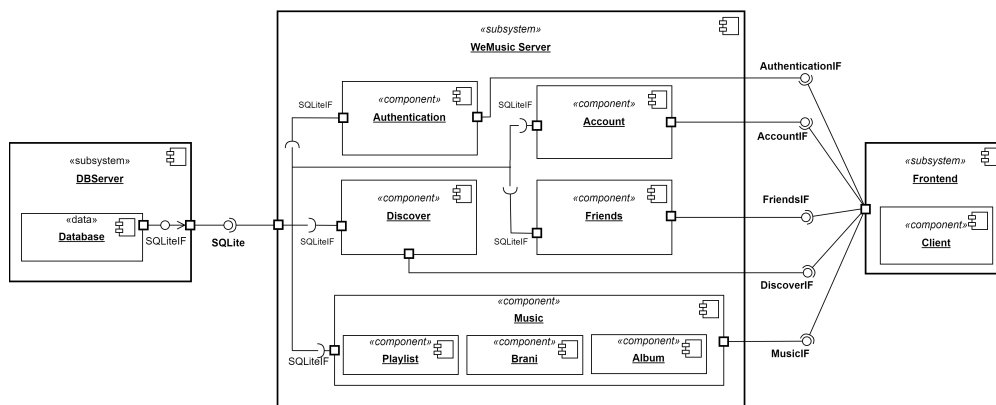 «subsystem»
WeMusic Server
AuthenticationIF
SQLiteIF
«component»
Authentication
SQLiteIF
«component»
Account
AccountIF
«subsystem»
DBServer
«subsystem»
Frontend
«data»
Database
SQLiteIF
SQLite
SQLiteIF
«component»
Discover
SQLiteIF
«component»
Friends
FriendsIF
«component»
Client
DiscoverIF
«component»
Music
SQLiteIF
«component»
Playlist
«component»
Brani
«component»
Album
MusicIF